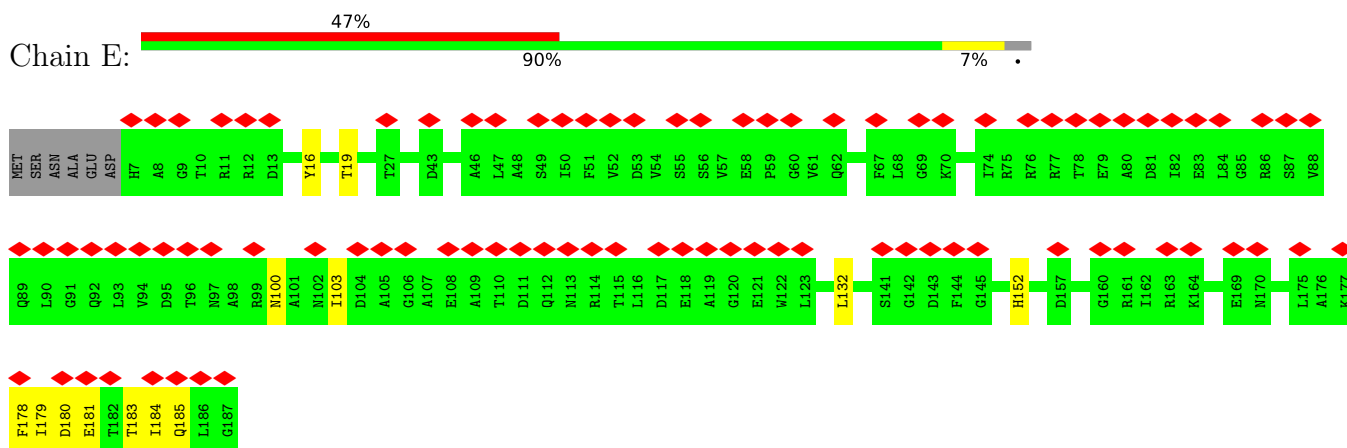 47%
Chain E:
90% 7% •
MET SER ASN ALA GLU ASP H7 A8 G9 T10 R11 R12 D13 Y16 T19 T27 D43 A46 L47 A48 S49 I50 F51 V52 D53 V54 S55 S56 V57 E58 P59 G60 V61 Q62 F67 L68 G69 K70 I74 R75 R76 R77 T78 E79 A80 D81 I82 E83 L84 G85 R86 S87 V88
Q89 L90 G91 Q92 L93 V94 D95 T96 N97 A98 R99 N100 A101 N102 I103 D104 A105 G106 A107 E108 A109 T110 D111 Q112 N113 R114 T115 L116 D117 E118 A119 G120 E121 W122 L123 L132 S141 G142 D143 F144 G145 H152 D157 G160 R161 I162 R163 K164 E169 N170 L175 A176 K177
F178 I179 D180 E181 T182 T183 I184 Q185 L186 G187